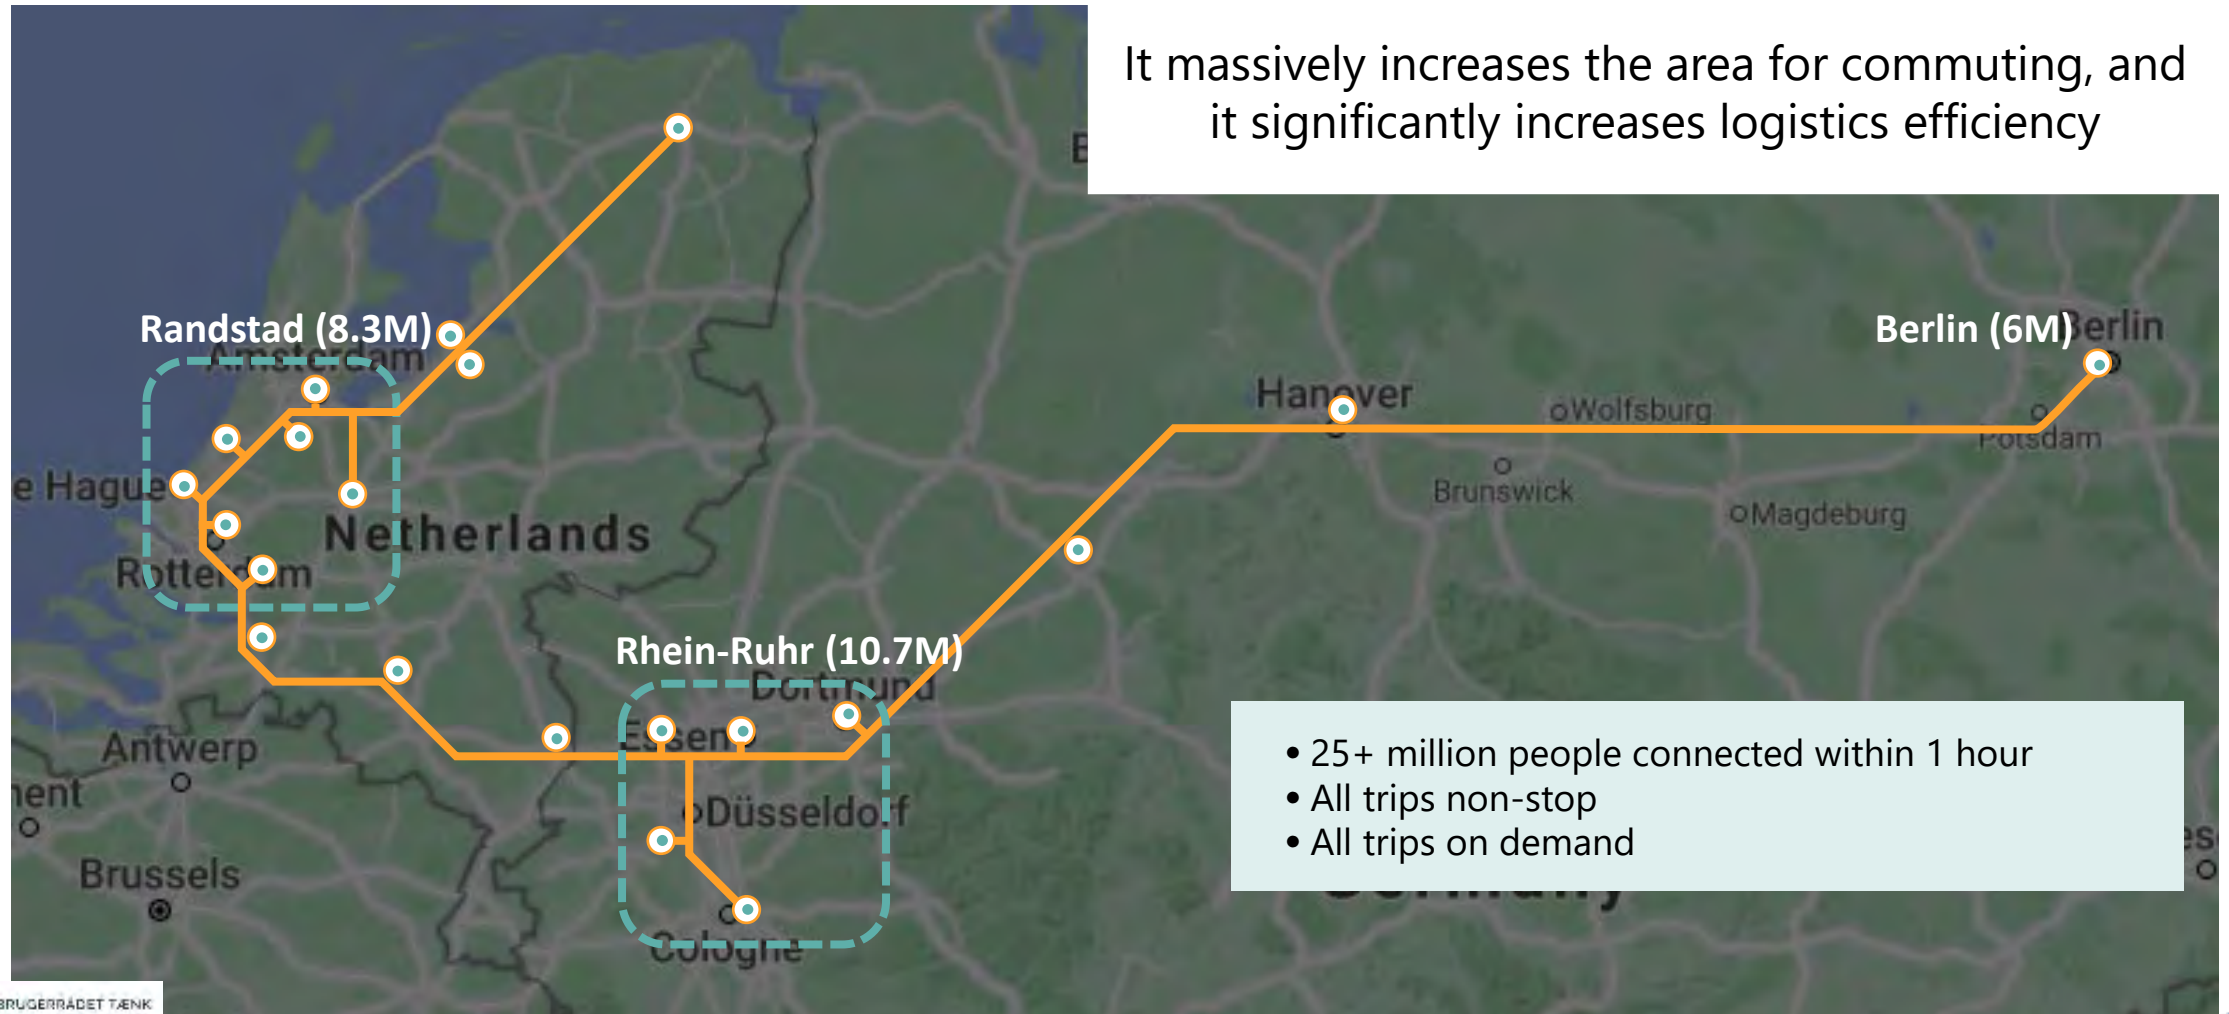 It massively increases the area for commuting, and
it significantly increases logistics efficiency
Randstad (8.3M)
Amsterdam
Berlin (6M)
Berlin
Hanover
Wolfsburg
Potsdam
e Hague
Brunswick
Magdeburg
Netherlands
Rotterdam
Rhein-Ruhr (10.7M)
Dortmund
Essen
Antwerp
• 25+ million people connected within 1 hour
• All trips non-stop
• All trips on demand
Düsseldorf
Brussels
Cologne
BRUGERRÅDET TÆNK